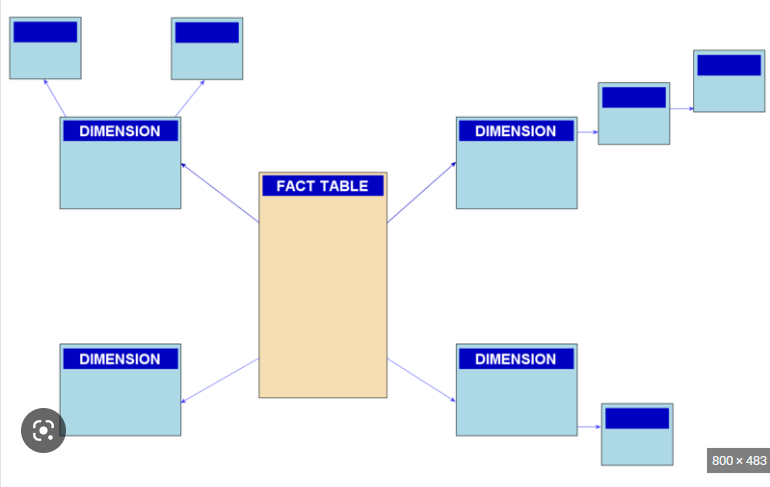 DIMENSION
DIMENSION
FACT TABLE
DIMENSION
DIMENSION
800 × 483